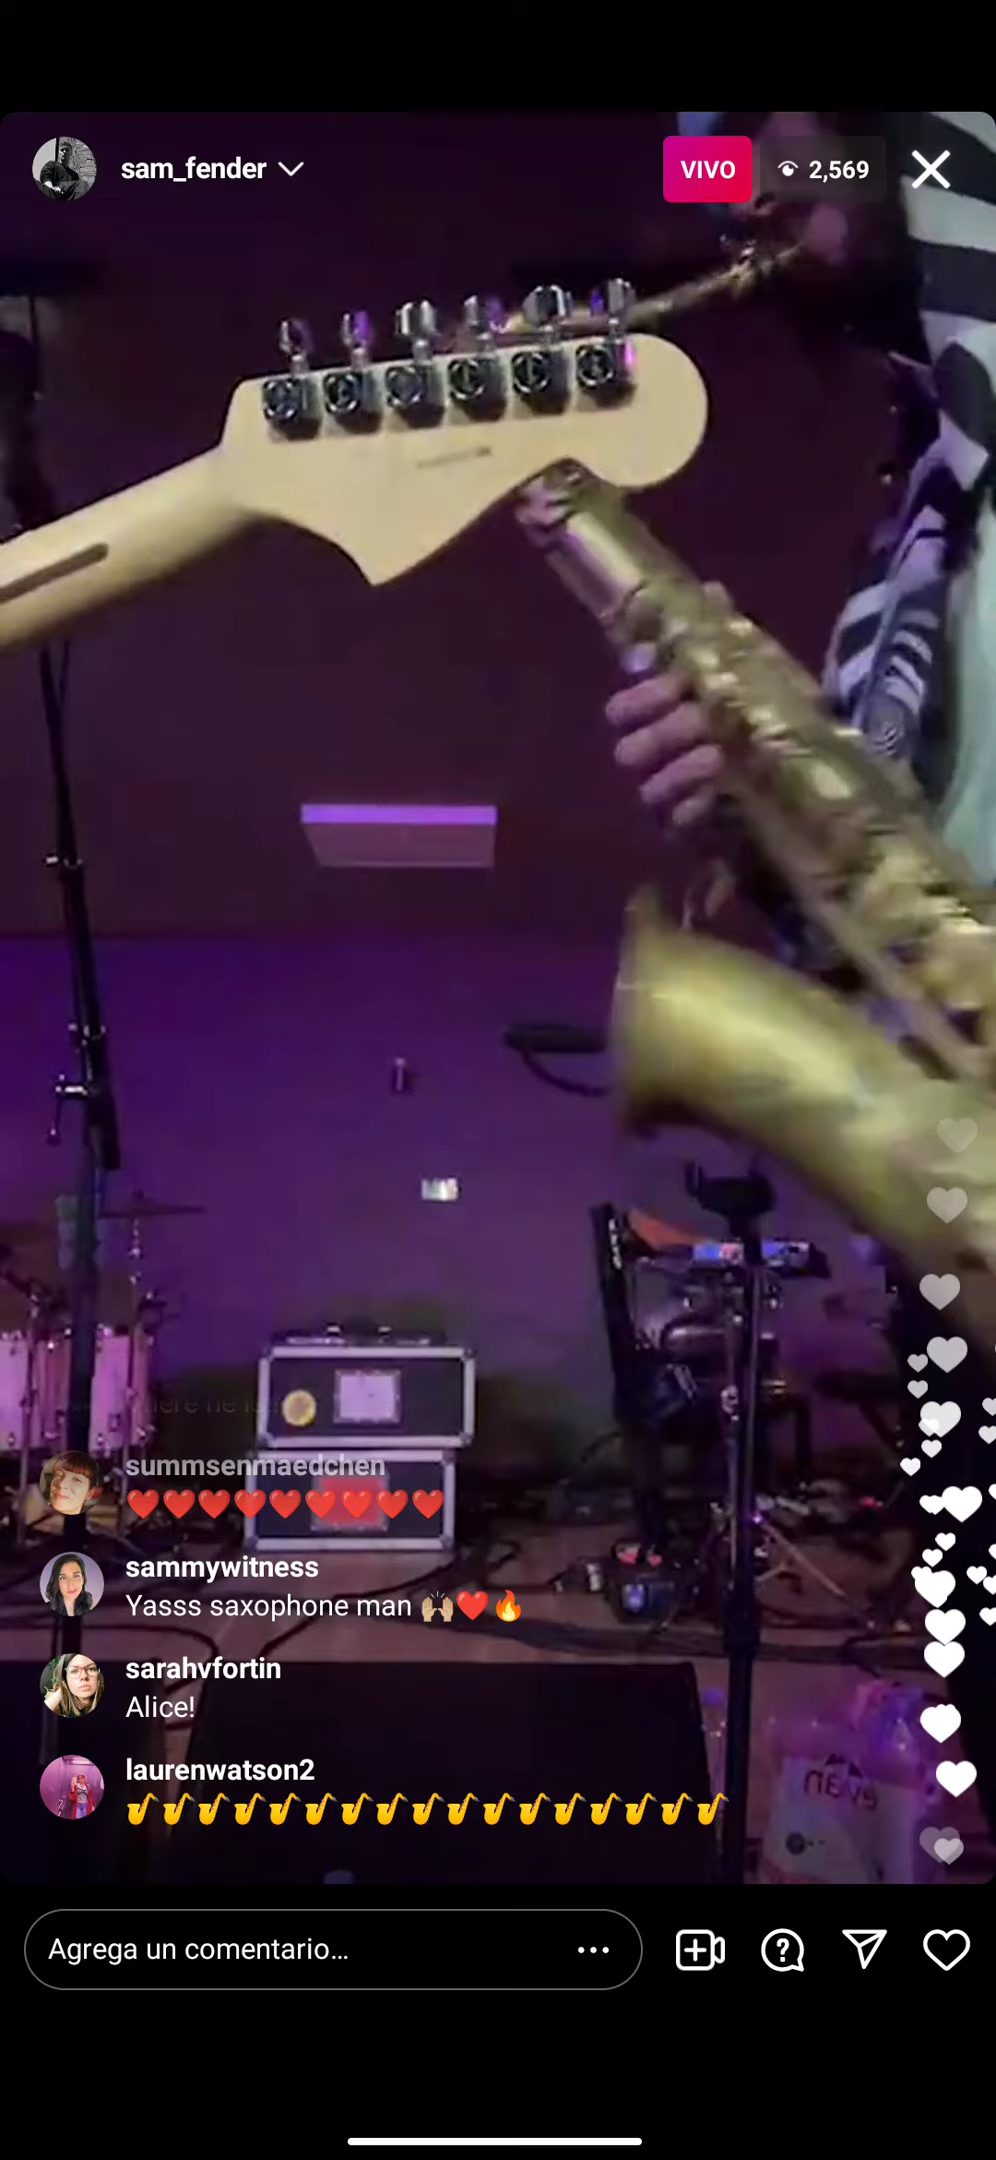 sam_fender
VIVO
2,569
summsenmaedchen
❤️❤️❤️❤️❤️❤️❤️❤️❤️
sammywitness
Yasss saxophone man 🙌🏼❤️🔥
sarahvfortin
Alice!
laurenwatson2
🎷🎷🎷🎷🎷🎷🎷🎷🎷🎷🎷🎷🎷🎷🎷🎷🎷
Agrega un comentario...